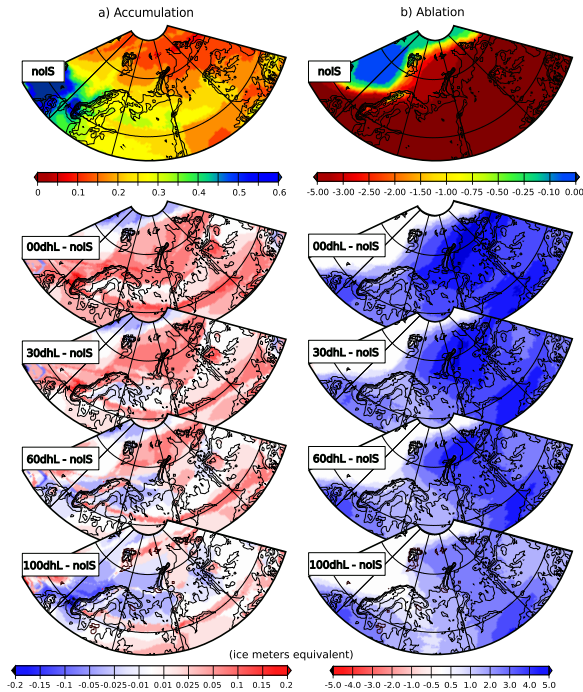 a) Accumulation
b) Ablation
noIS
noIS
0 0.1 0.2 0.3 0.4 0.5 0.6
-5.00 -3.00 -2.00 -1.50 -1.00 -0.75 -0.50 -0.25 -0.10 0.00
00dhL - noIS
00dhL - noIS
30dhL - noIS
30dhL - noIS
60dhL - noIS
60dhL - noIS
100dhL - noIS
100dhL - noIS
(ice meters equivalent)
-0.2 -0.15 -0.1 -0.05 -0.025 -0.01 0.01 0.025 0.05 0.1 0.15 0.2
-5.0 -4.0 -3.0 -2.0 -1.0 -0.5 0.5 1.0 2.0 3.0 4.0 5.0